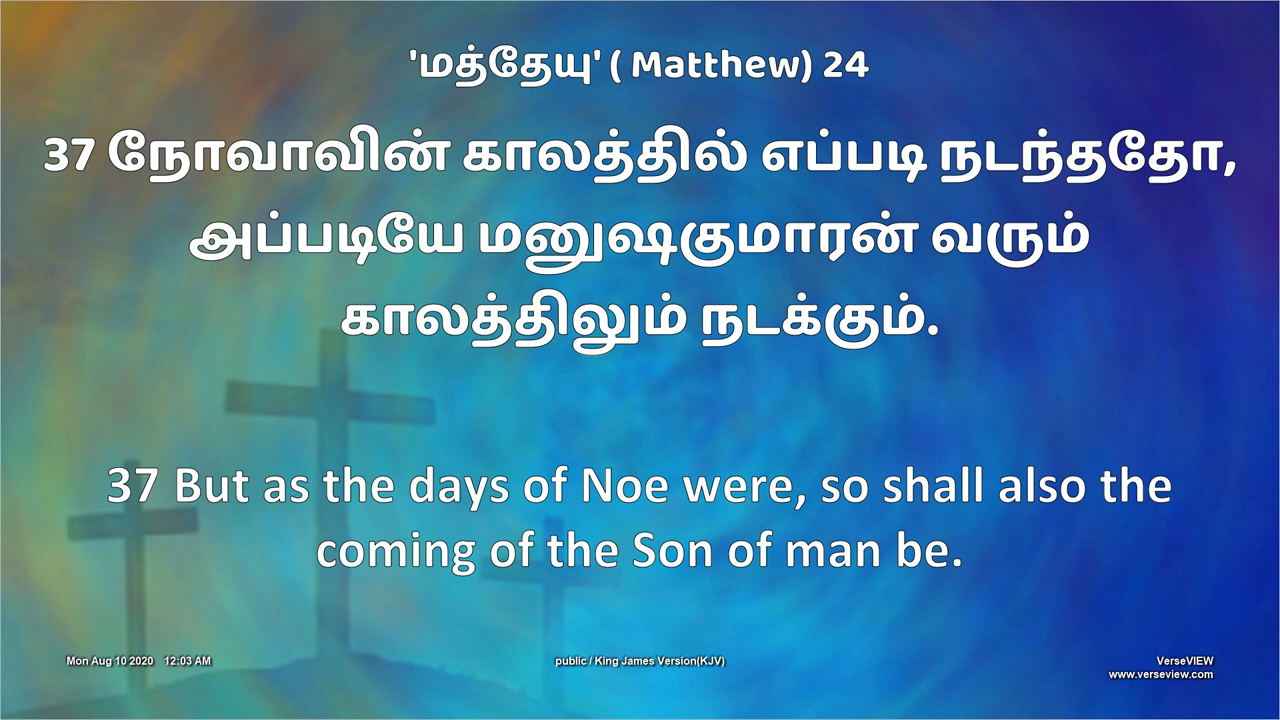 'மத்தேயு' ( Matthew) 24
37 நோவாவின் காலத்தில் எப்படி நடந்ததோ,
அப்படியே மனுஷகுமாரன் வரும்
காலத்திலும் நடக்கும்.
37 But as the days of Noe were, so shall also the
coming of the Son of man be.
Mon Aug 10 2020 12:03 AM
public / King James Version(KJV)
VerseVIEW
www.verseview.com